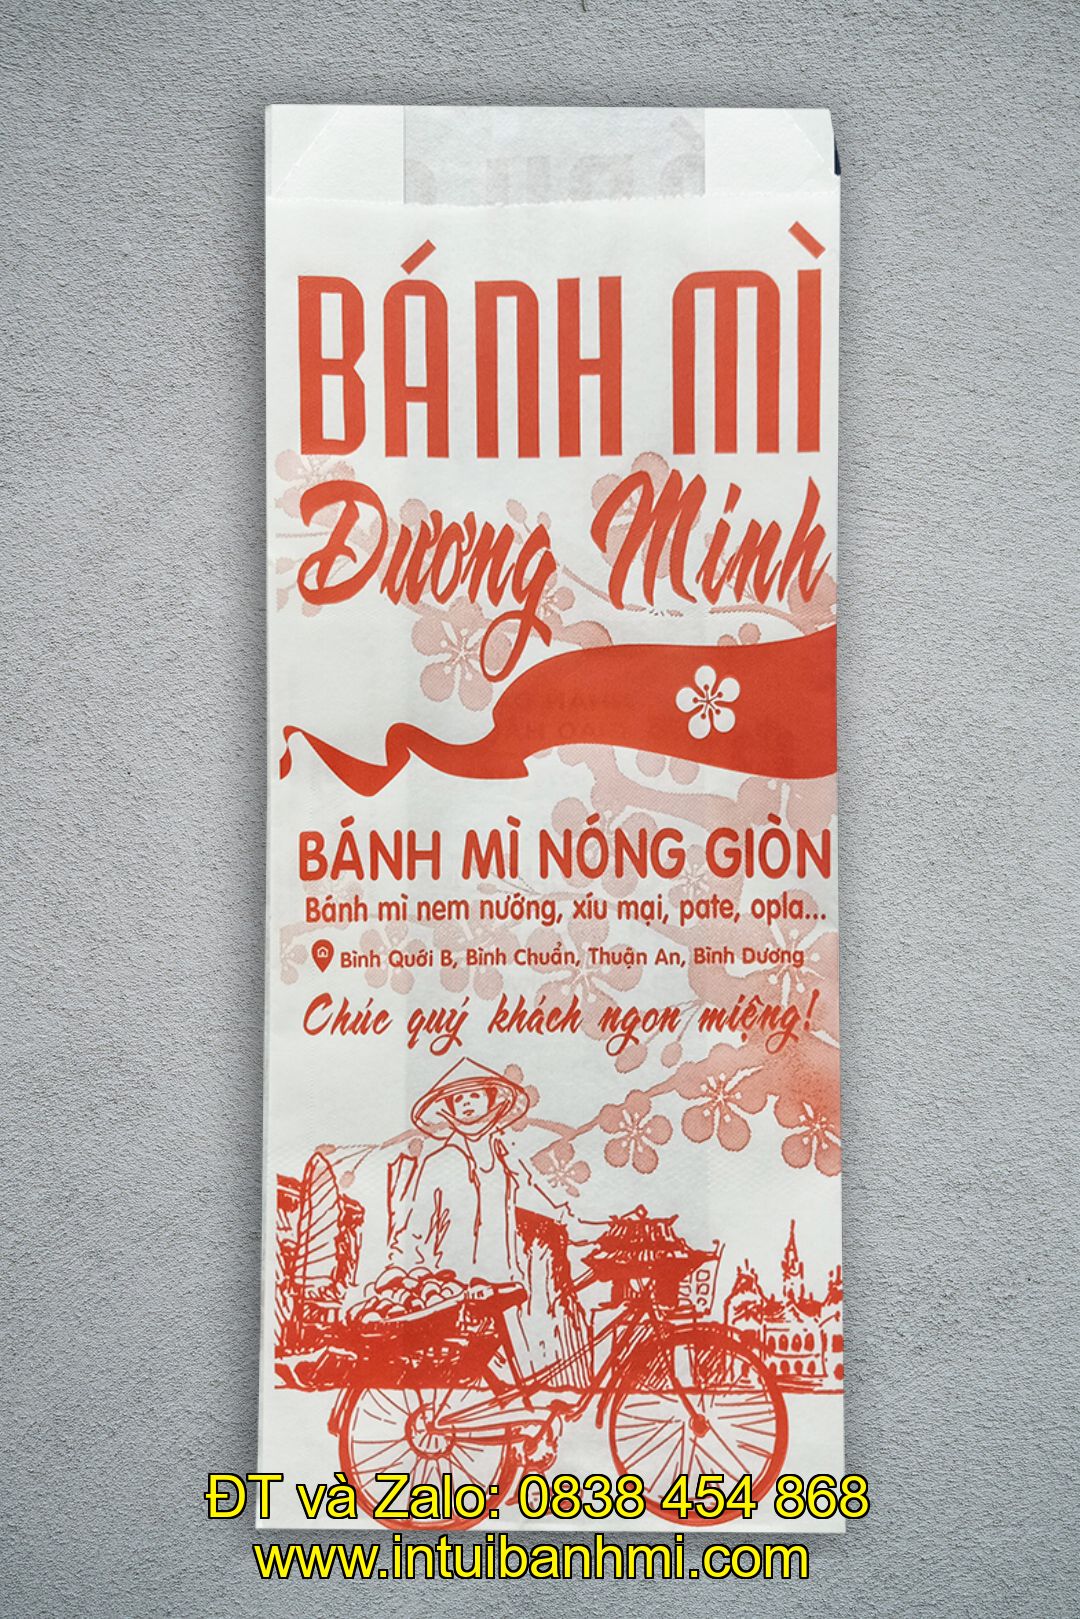 BÁNH MÌ
Dương Minh
BÁNH MÌ NÓNG GIÒN
Bánh mì nem nướng, xíu mại, pate, opla...
Bình Quới B, Bình Chuẩn, Thuận An, Bình Dương
Chúc quý khách ngon miệng!
ĐT và Zalo: 0838 454 868
www.intuibanhmi.com